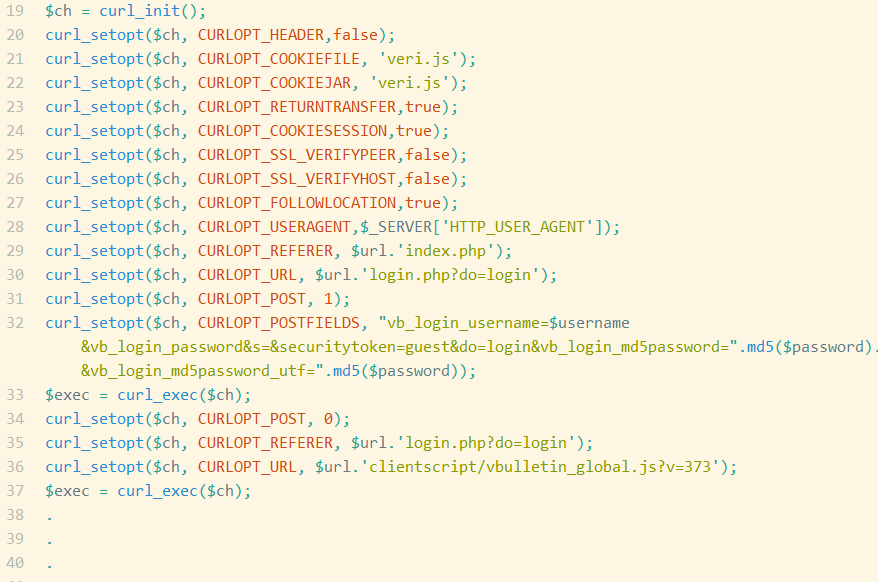 19 $ch = curl_init();
20 curl_setopt($ch, CURLOPT_HEADER,false);
21 curl_setopt($ch, CURLOPT_COOKIEFILE, 'veri.js');
22 curl_setopt($ch, CURLOPT_COOKIEJAR, 'veri.js');
23 curl_setopt($ch, CURLOPT_RETURNTRANSFER,true);
24 curl_setopt($ch, CURLOPT_COOKIESESSION,true);
25 curl_setopt($ch, CURLOPT_SSL_VERIFYPEER,false);
26 curl_setopt($ch, CURLOPT_SSL_VERIFYHOST,false);
27 curl_setopt($ch, CURLOPT_FOLLOWLOCATION,true);
28 curl_setopt($ch, CURLOPT_USERAGENT,$_SERVER['HTTP_USER_AGENT']);
29 curl_setopt($ch, CURLOPT_REFERER, $url.'index.php');
30 curl_setopt($ch, CURLOPT_URL, $url.'login.php?do=login');
31 curl_setopt($ch, CURLOPT_POST, 1);
32 curl_setopt($ch, CURLOPT_POSTFIELDS, "vb_login_username=$username
&vb_login_password&s=&securitytoken=guest&do=login&vb_login_md5password=".md5($password).
&vb_login_md5password_utf=".md5($password));
33 $exec = curl_exec($ch);
34 curl_setopt($ch, CURLOPT_POST, 0);
35 curl_setopt($ch, CURLOPT_REFERER, $url.'login.php?do=login');
36 curl_setopt($ch, CURLOPT_URL, $url.'clientscript/vbulletin_global.js?v=373');
37 $exec = curl_exec($ch);
38 .
39 .
40 .